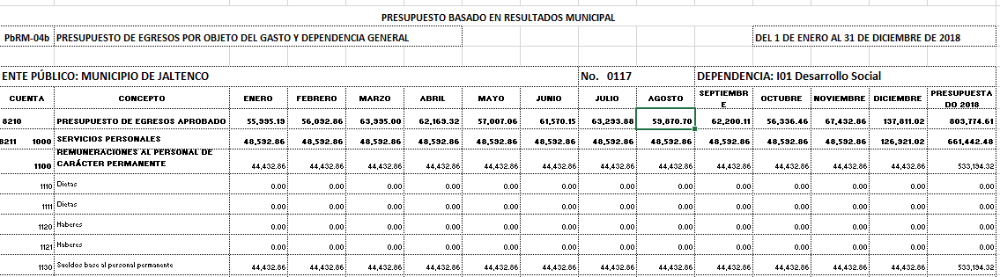 PRESUPUESTO BASADO EN RESULTADOS MUNICIPAL
PbRM-04b PRESUPUESTO DE EGRESOS POR OBJETO DEL GASTO Y DEPENDENCIA GENERAL DEL 1 DE ENERO AL 31 DE DICIEMBRE DE 2018
ENTE PÚBLICO: MUNICIPIO DE JALTENCO No. 0117 DEPENDENCIA: I01 Desarrollo Social
CUENTA CONCEPTO ENERO FEBRERO MARZO ABRIL MAYO JUNIO JULIO AGOSTO SEPTIEMBR E OCTUBRE NOVIEMBRE DICIEMBRE PRESUPUESTA DO 2018
8210 PRESUPUESTO DE EGRESOS APROBADO 55,995.19 56,092.86 63,995.00 62,169.32 57,007.06 61,570.15 63,293.88 59,870.70 62,200.11 56,336.46 67,432.86 137,811.02 803,774.61
8211 1000 SERVICIOS PERSONALES 48,592.86 48,592.86 48,592.86 48,592.86 48,592.86 48,592.86 48,592.86 48,592.86 48,592.86 48,592.86 48,592.86 126,921.02 661,442.48
REMUNERACIONES AL PERSONAL DE
1100 CARÁCTER PERMANENTE 44,432.86 44,432.86 44,432.86 44,432.86 44,432.86 44,432.86 44,432.86 44,432.86 44,432.86 44,432.86 44,432.86 44,432.86 533,194.32
1110 Dietas 0.00 0.00 0.00 0.00 0.00 0.00 0.00 0.00 0.00 0.00 0.00 0.00 0.00
1111 Dietas 0.00 0.00 0.00 0.00 0.00 0.00 0.00 0.00 0.00 0.00 0.00 0.00 0.00
1120 Haberes 0.00 0.00 0.00 0.00 0.00 0.00 0.00 0.00 0.00 0.00 0.00 0.00 0.00
1121 Haberes 0.00 0.00 0.00 0.00 0.00 0.00 0.00 0.00 0.00 0.00 0.00 0.00 0.00
1130 Sueldos base al personal permanente 44,432.86 44,432.86 44,432.86 44,432.86 44,432.86 44,432.86 44,432.86 44,432.86 44,432.86 44,432.86 44,432.86 44,432.86 533,194.32